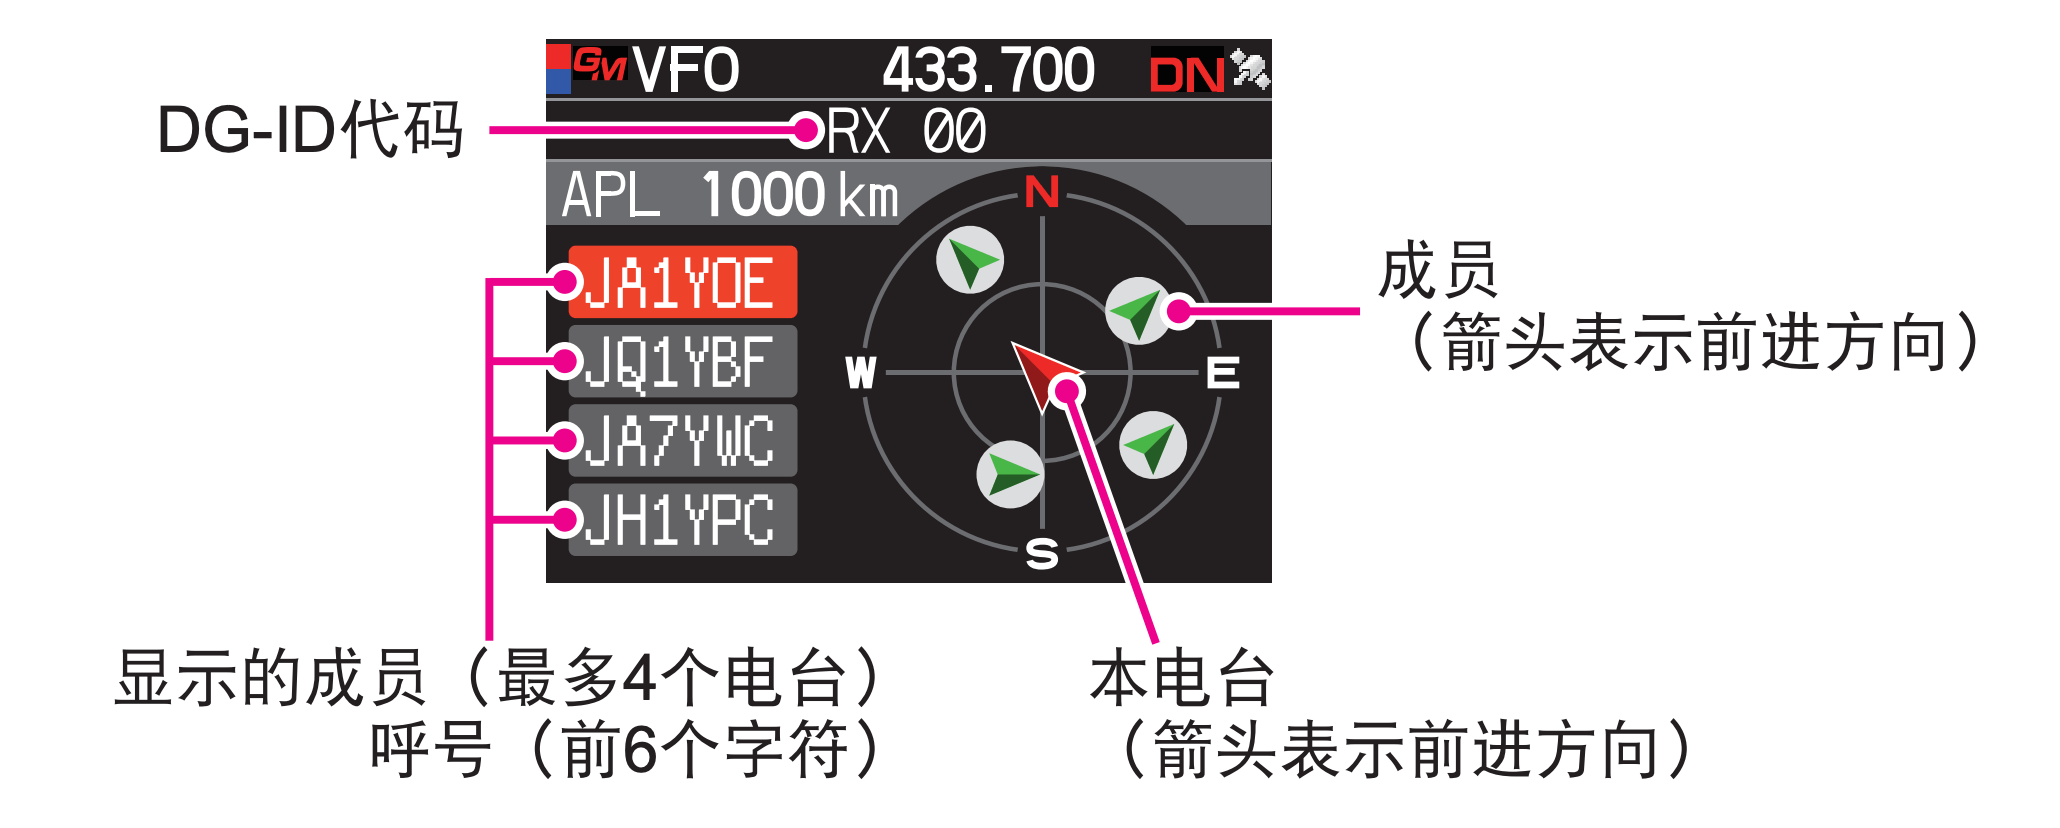 GM VFO 433.700 DN
DG-ID代码
RX 00
APL 1000km
N
JA1YOE
成员
（箭头表示前进方向）
JQ1YBF
W
E
JA7YWC
JH1YPC
S
显示的成员（最多4个电台）
呼号（前6个字符）
本电台
（箭头表示前进方向）